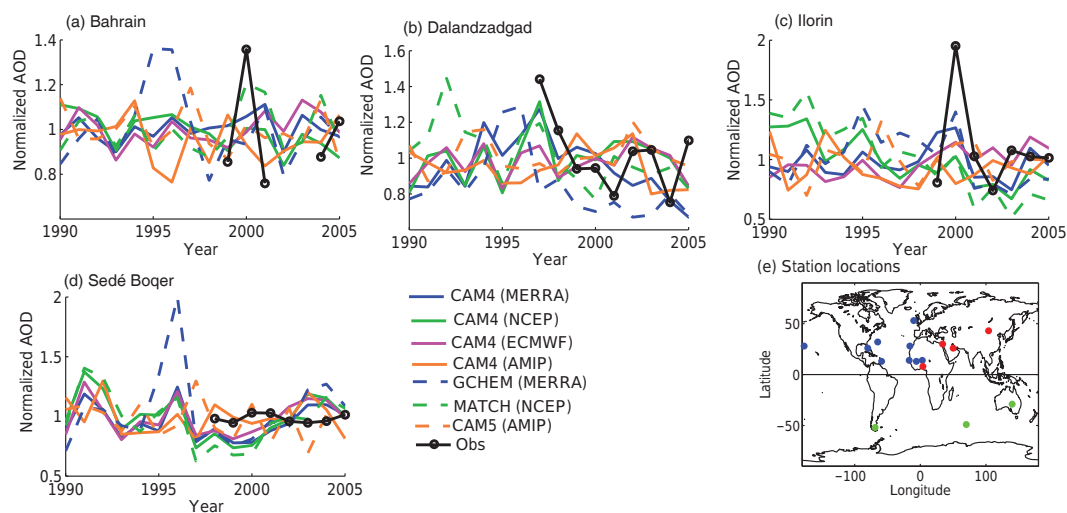 (a) Bahrain
1.4
1.2
1
0.8
Normalized AOD
1990
1995
2000
2005
Year
(b) Dalandzadgad
1.6
1.4
1.2
1
0.8
Normalized AOD
1990
1995
2000
2005
Year
(c) Ilorin
2
1.5
1
0.5
Normalized AOD
1990
1995
2000
2005
Year
(d) Sedé Boqer
2
1.5
1
0.5
Normalized AOD
1990
1995
2000
2005
Year
CAM4 (MERRA)
CAM4 (NCEP)
CAM4 (ECMWF)
CAM4 (AMIP)
GCHEM (MERRA)
MATCH (NCEP)
CAM5 (AMIP)
Obs
(e) Station locations
50
0
−50
Latitude
−100
0
100
Longitude